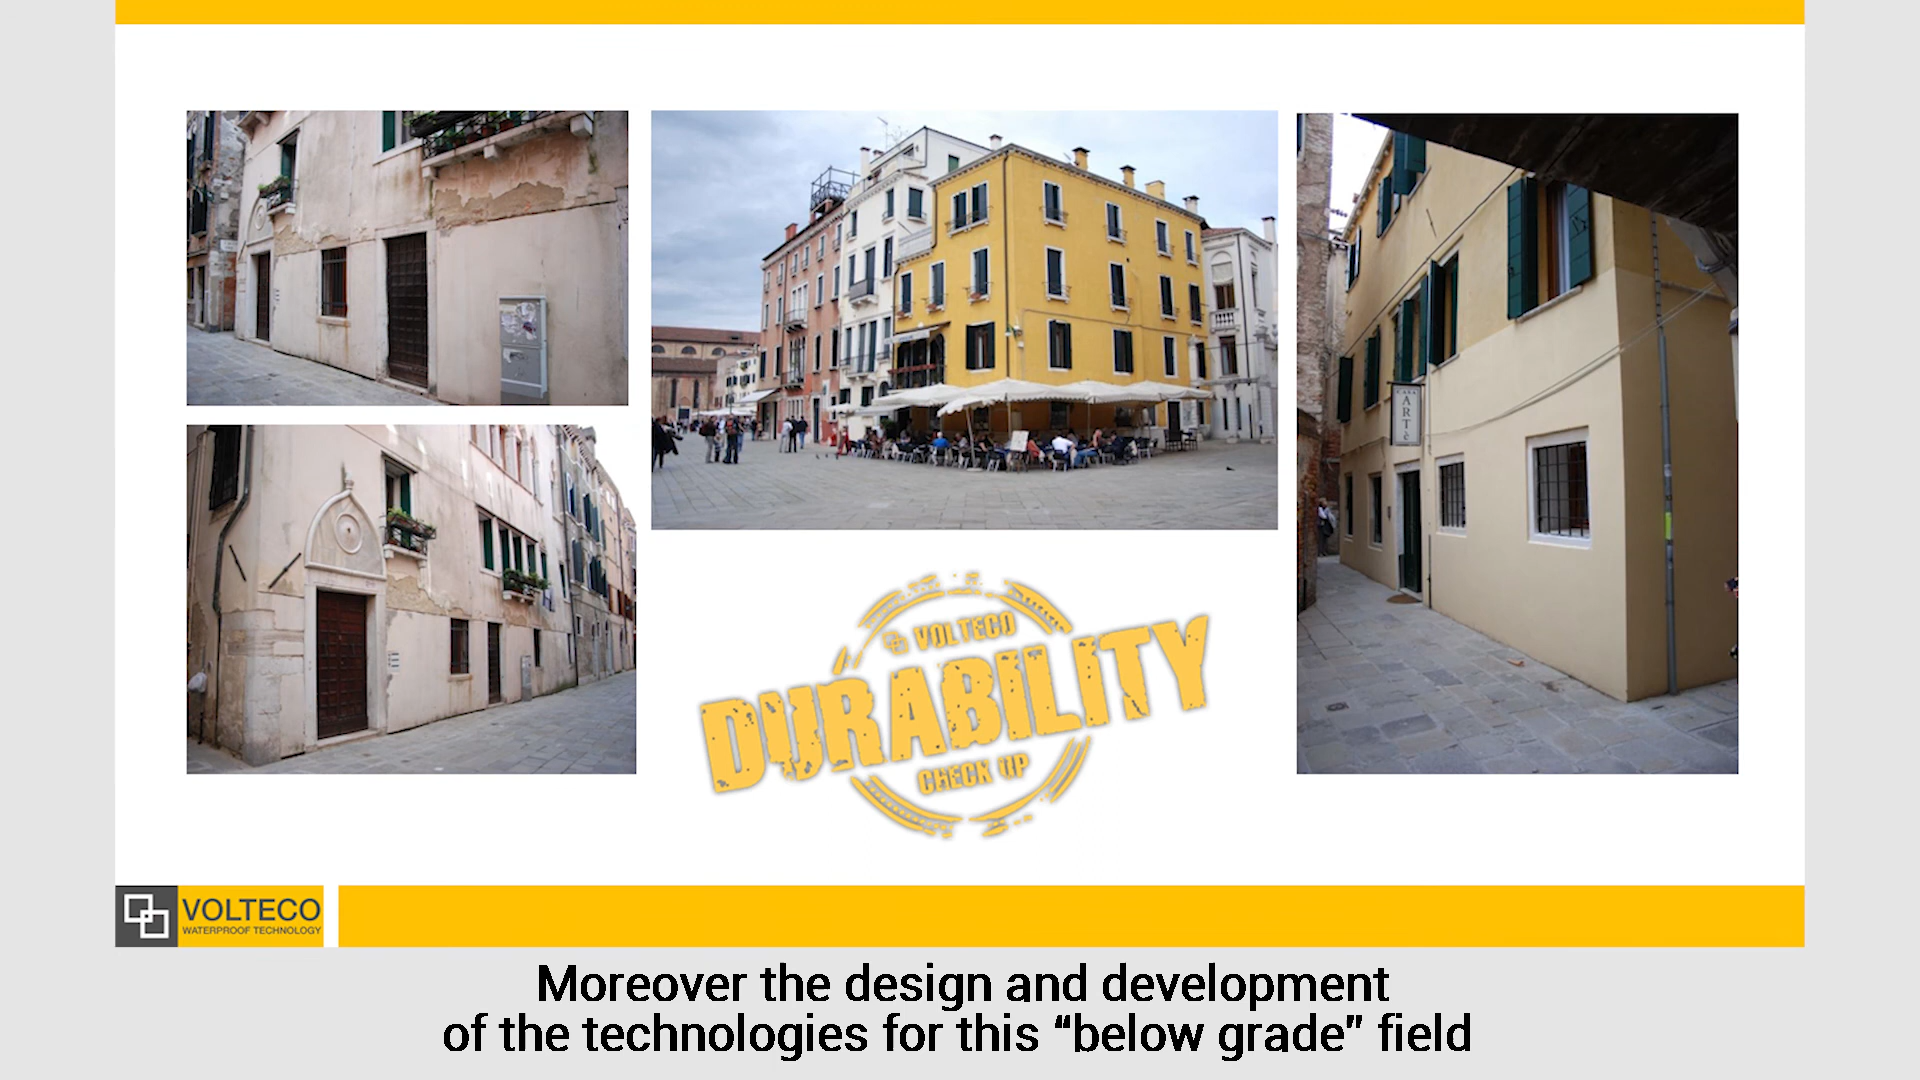 ARTè
VOLTECO
DURABILITY
CHECK UP
VOLTECO
WATERPROOF TECHNOLOGY
Moreover the design and development
of the technologies for this “below grade” field